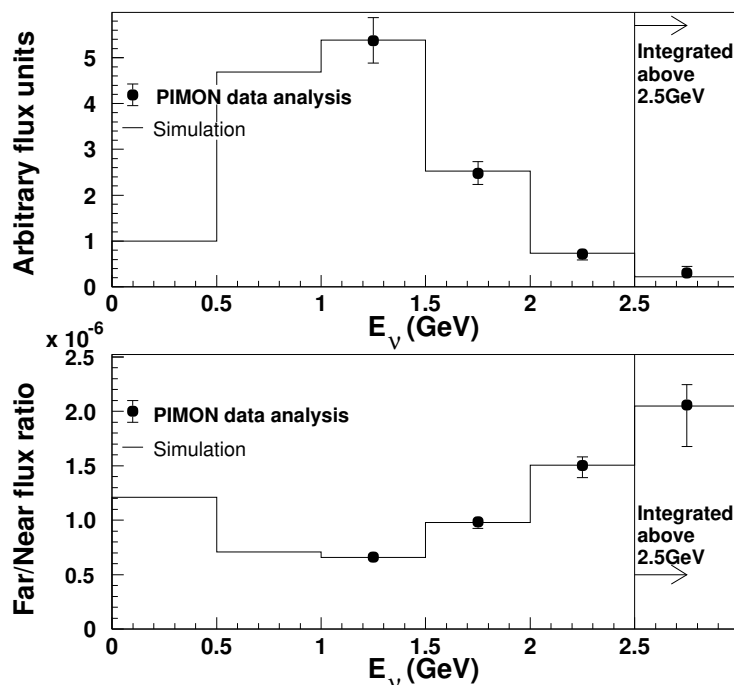 Arbitrary flux units
5
4
3
2
1
0
PIMON data analysis
Simulation
Integrated
above
2.5GeV
0 0.5 1 1.5 2 2.5
E_ν (GeV)
x 10^-6
Far/Near flux ratio
2.5
2.0
1.5
1.0
0.5
0
PIMON data analysis
Simulation
Integrated
above
2.5GeV
0 0.5 1 1.5 2 2.5
E_ν (GeV)